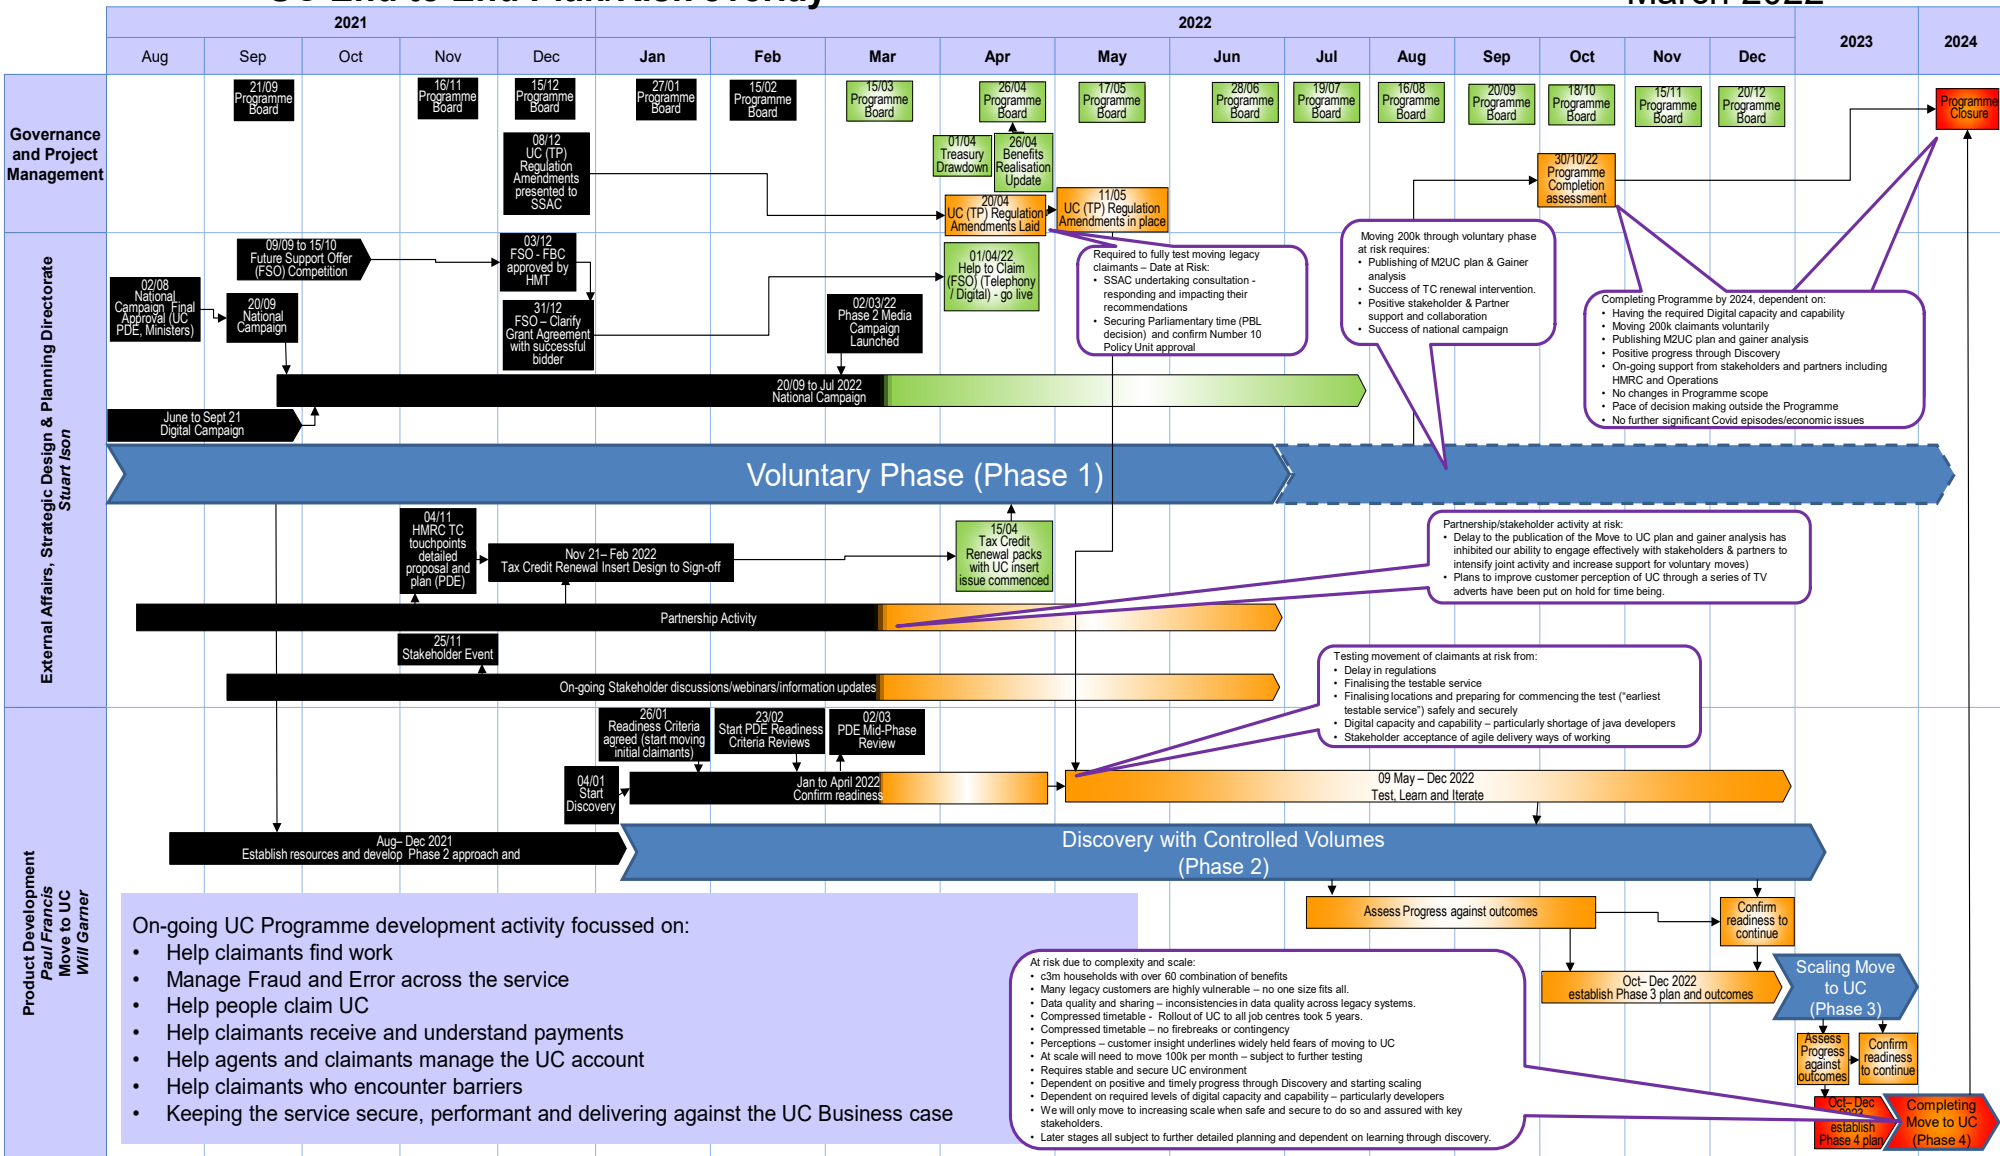 UC End to End Plan/Risk overlay
March 2022
2021
2022
2023
2024
Aug
Sep
Oct
Nov
Dec
Jan
Feb
Mar
Apr
May
Jun
Jul
Aug
Sep
Oct
Nov
Dec
Governance
and Project
Management
21/09
Programme
Board
16/11
Programme
Board
15/12
Programme
Board
27/01
Programme
Board
15/02
Programme
Board
15/03
Programme
Board
26/04
Programme
Board
17/05
Programme
Board
28/06
Programme
Board
19/07
Programme
Board
16/08
Programme
Board
20/09
Programme
Board
18/10
Programme
Board
15/11
Programme
Board
20/12
Programme
Board
Programme
Closure
08/12
UC (TP)
Regulation
Amendments
presented to
SSAC
01/04
Treasury
Drawdown
26/04
Benefits
Realisation
Update
20/04
UC (TP) Regulation
Amendments Laid
11/05
UC (TP) Regulation
Amendments in place
30/10/22
Programme
Completion
assessment
External Affairs, Strategic Design & Planning Directorate
Stuart Ison
09/09 to 15/10
Future Support Offer
(FSO) Competition
03/12
FSO - FBC
approved by
HMT
02/08
National
Campaign Final
Approval (UC
PDE, Ministers)
20/09
National
Campaign
31/12
FSO – Clarify
Grant Agreement
with successful
bidder
02/03/22
Phase 2 Media
Campaign
Launched
01/04/22
Help to Claim
(FSO) (Telephony
/ Digital) - go live
Required to fully test moving legacy
claimants – Date at Risk:
• SSAC undertaking consultation -
responding and impacting their
recommendations
• Securing Parliamentary time (PBL
decision) and confirm Number 10
Policy Unit approval
Moving 200k through voluntary phase
at risk requires:
• Publishing of M2UC plan & Gainer
analysis
• Success of TC renewal intervention.
• Positive stakeholder & Partner
support and collaboration
• Success of national campaign
Completing Programme by 2024, dependent on:
• Having the required Digital capacity and capability
• Moving 200k claimants voluntarily
• Publishing M2UC plan and gainer analysis
• Positive progress through Discovery
• On-going support from stakeholders and partners including
HMRC and Operations
• No changes in Programme scope
• Pace of decision making outside the Programme
• No further significant Covid episodes/economic issues
20/09 to Jul 2022
National Campaign
June to Sept 21
Digital Campaign
Voluntary Phase (Phase 1)
04/11
HMRC TC
touchpoints
detailed
proposal and
plan (PDE)
Nov 21– Feb 2022
Tax Credit Renewal Insert Design to Sign-off
15/04
Tax Credit
Renewal packs
with UC insert
issue commenced
Partnership/stakeholder activity at risk:
• Delay to the publication of the Move to UC plan and gainer analysis has
inhibited our ability to engage effectively with stakeholders & partners to
intensify joint activity and increase support for voluntary moves)
• Plans to improve customer perception of UC through a series of TV
adverts have been put on hold for time being.
Partnership Activity
25/11
Stakeholder Event
On-going Stakeholder discussions/webinars/information updates
Testing movement of claimants at risk from:
• Delay in regulations
• Finalising the testable service
• Finalising locations and preparing for commencing the test (“earliest
testable service”) safely and securely
• Digital capacity and capability – particularly shortage of java developers
• Stakeholder acceptance of agile delivery ways of working
Product Development
Paul Francis
Move to UC
Will Garner
26/01
Readiness Criteria
agreed (start moving
initial claimants)
23/02
Start PDE Readiness
Criteria Reviews
02/03
PDE Mid-Phase
Review
04/01
Start
Discovery
Jan to April 2022
Confirm readiness
09 May – Dec 2022
Test, Learn and Iterate
Aug– Dec 2021
Establish resources and develop Phase 2 approach and
Discovery with Controlled Volumes
(Phase 2)
Assess Progress against outcomes
Confirm
readiness to
continue
Oct– Dec 2022
establish Phase 3 plan and outcomes
Scaling Move
to UC
(Phase 3)
Assess
Progress
against
outcomes
Confirm
readiness
to continue
Oct– Dec
2023
establish
Phase 4 plan
Completing
Move to UC
(Phase 4)
On-going UC Programme development activity focussed on:
• Help claimants find work
• Manage Fraud and Error across the service
• Help people claim UC
• Help claimants receive and understand payments
• Help agents and claimants manage the UC account
• Help claimants who encounter barriers
• Keeping the service secure, performant and delivering against the UC Business case
At risk due to complexity and scale:
• c3m households with over 60 combination of benefits
• Many legacy customers are highly vulnerable – no one size fits all.
• Data quality and sharing – inconsistencies in data quality across legacy systems.
• Compressed timetable - Rollout of UC to all job centres took 5 years.
• Compressed timetable – no firebreaks or contingency
• Perceptions – customer insight underlines widely held fears of moving to UC
• At scale will need to move 100k per month – subject to further testing
• Requires stable and secure UC environment
• Dependent on positive and timely progress through Discovery and starting scaling
• Dependent on required levels of digital capacity and capability – particularly developers
• We will only move to increasing scale when safe and secure to do so and assured with key
stakeholders.
• Later stages all subject to further detailed planning and dependent on learning through discovery.